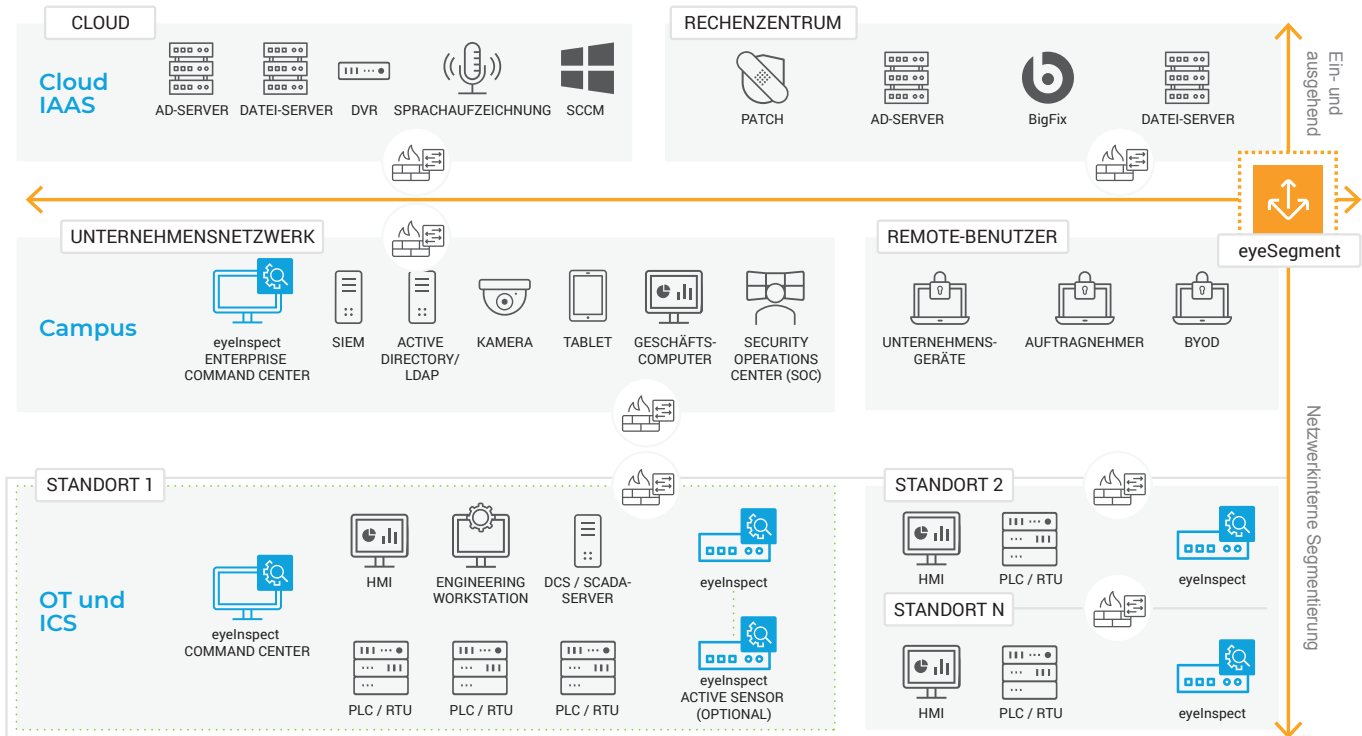 CLOUD
Cloud
IAAS
AD-SERVER
DATEI-SERVER
DVR
SPRACHAUFZEICHNUNG
SCCM
RECHENZENTRUM
PATCH
AD-SERVER
BigFix
DATEI-SERVER
Ein- und
ausgehend
eyeSegment
UNTERNEHMENSNETZWERK
Campus
eyeInspect
ENTERPRISE
COMMAND CENTER
SIEM
ACTIVE
DIRECTORY/
LDAP
KAMERA
TABLET
GESCHÄFTS-
COMPUTER
SECURITY
OPERATIONS
CENTER (SOC)
REMOTE-BENUTZER
UNTERNEHMENS-
GERÄTE
AUFTRAGNEHMER
BYOD
Netzwerkinterne Segmentierung
STANDORT 1
OT und
ICS
eyeInspect
COMMAND CENTER
HMI
ENGINEERING
WORKSTATION
DCS / SCADA-
SERVER
eyeInspect
PLC / RTU
PLC / RTU
PLC / RTU
eyeInspect
ACTIVE SENSOR
(OPTIONAL)
STANDORT 2
HMI
PLC / RTU
eyeInspect
STANDORT N
HMI
PLC / RTU
eyeInspect